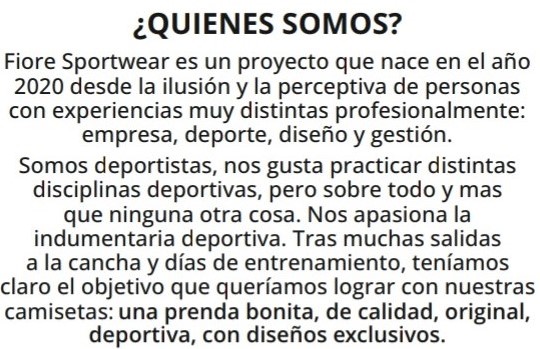 ¿QUIENES SOMOS?
Fiore Sportwear es un proyecto que nace en el año
2020 desde la ilusión y la perceptiva de personas
con experiencias muy distintas profesionalmente:
empresa, deporte, diseño y gestión.
Somos deportistas, nos gusta practicar distintas
disciplinas deportivas, pero sobre todo y mas
que ninguna otra cosa. Nos apasiona la
indumentaria deportiva. Tras muchas salidas
a la cancha y días de entrenamiento, teníamos
claro el objetivo que queríamos lograr con nuestras
camisetas: una prenda bonita, de calidad, original,
deportiva, con diseños exclusivos.